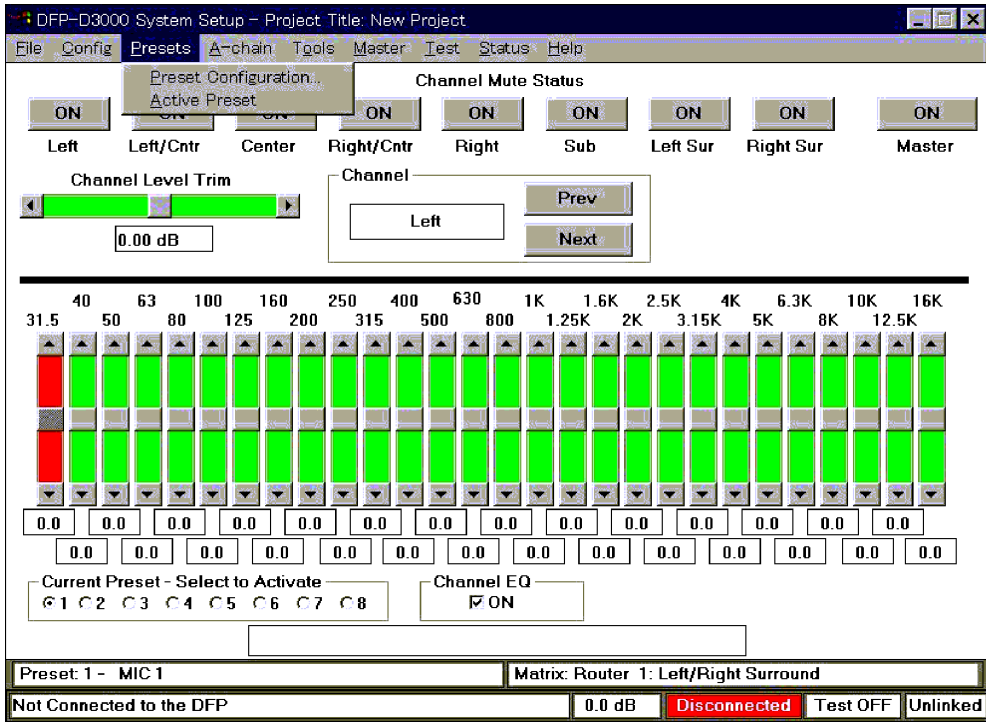 DFP-D3000 System Setup - Project Title: New Project
File Config Presets A-chain Tools Master Test Status Help
Preset Configuration...
Active Preset
Channel Mute Status
ON ON ON ON ON ON ON ON ON
Left Left/Cntr Center Right/Cntr Right Sub Left Sur Right Sur Master
Channel Level Trim
0.00 dB
Channel
Left
Prev
Next
40 63 100 160 250 400 630 1K 1.6K 2.5K 4K 6.3K 10K 16K
31.5 50 80 125 200 315 500 800 1.25K 2K 3.15K 5K 8K 12.5K
0.0 0.0 0.0 0.0 0.0 0.0 0.0 0.0 0.0 0.0 0.0 0.0 0.0 0.0
0.0 0.0 0.0 0.0 0.0 0.0 0.0 0.0 0.0 0.0 0.0 0.0 0.0 0.0
Current Preset - Select to Activate
1 2 3 4 5 6 7 8
Channel EQ
ON
Preset: 1 - MIC 1
Matrix: Router 1: Left/Right Surround
Not Connected to the DFP
0.0 dB
Disconnected
Test OFF
Unlinked